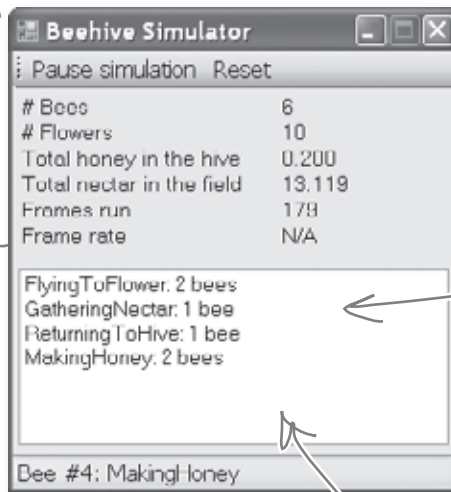 Beehive Simulator
Pause simulation Reset
# Bees 6
# Flowers 10
Total honey in the hive 0.200
Total nectar in the field 13.119
Frames run 179
Frame rate N/A
FlyingToFlower: 2 bees
GatheringNectar: 1 bee
ReturningToHive: 1 bee
MakingHoney: 2 bees
Bee #4: MakingHoney